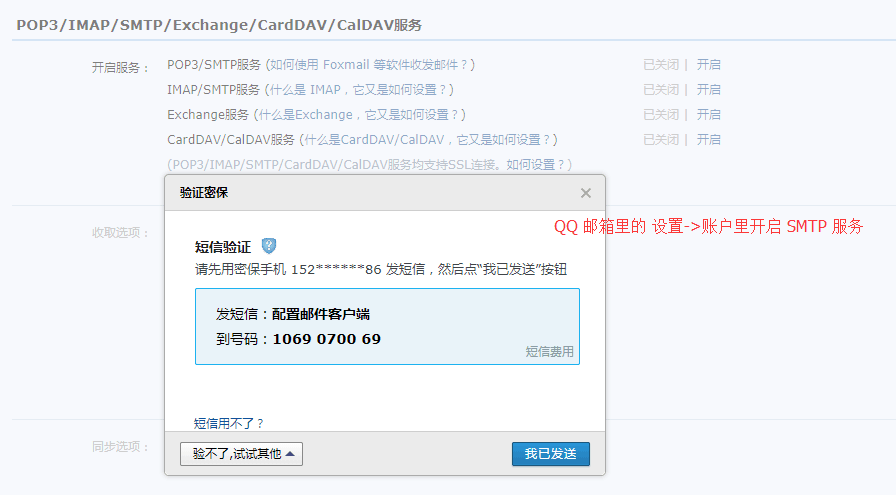 POP3/IMAP/SMTP/Exchange/CardDAV/CalDAV服务
开启服务：
POP3/SMTP服务 (如何使用 Foxmail 等软件收发邮件？) 已关闭 | 开启
IMAP/SMTP服务 (什么是 IMAP，它又是如何设置？) 已关闭 | 开启
Exchange服务 (什么是Exchange，它又是如何设置？) 已关闭 | 开启
CardDAV/CalDAV服务 (什么是CardDAV/CalDAV，它又是如何设置？) 已关闭 | 开启
(POP3/IMAP/SMTP/CardDAV/CalDAV服务均支持SSL连接。如何设置？)
验证密保
QQ 邮箱里的 设置->账户里开启 SMTP 服务
收取选项：
短信验证
请先用密保手机 152******86 发短信，然后点“我已发送”按钮
发短信：配置邮件客户端
到号码：1069 0700 69
短信费用
短信用不了？
同步选项：
验不了,试试其他
我已发送